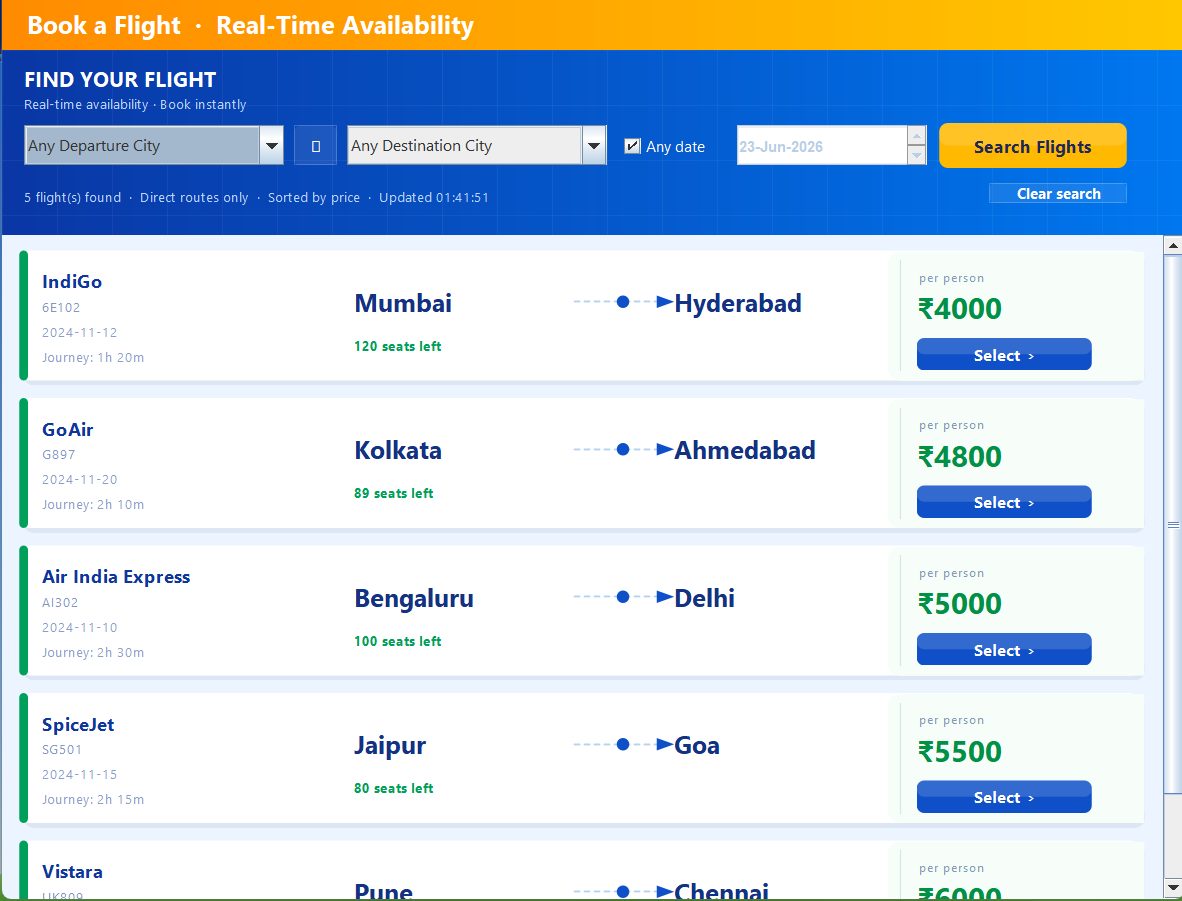 Book a Flight · Real-Time Availability
FIND YOUR FLIGHT
Real-time availability · Book instantly
Any Departure City
Any Destination City
Any date
23-Jun-2026
Search Flights
5 flight(s) found · Direct routes only · Sorted by price · Updated 01:41:51
Clear search
IndiGo
6E102
2024-11-12
Journey: 1h 20m
Mumbai
Hyderabad
120 seats left
per person
₹4000
Select ›
GoAir
G897
2024-11-20
Journey: 2h 10m
Kolkata
Ahmedabad
89 seats left
per person
₹4800
Select ›
Air India Express
AI302
2024-11-10
Journey: 2h 30m
Bengaluru
Delhi
100 seats left
per person
₹5000
Select ›
SpiceJet
SG501
2024-11-15
Journey: 2h 15m
Jaipur
Goa
80 seats left
per person
₹5500
Select ›
Vistara
UK809
Pune
Chennai
per person
₹6000